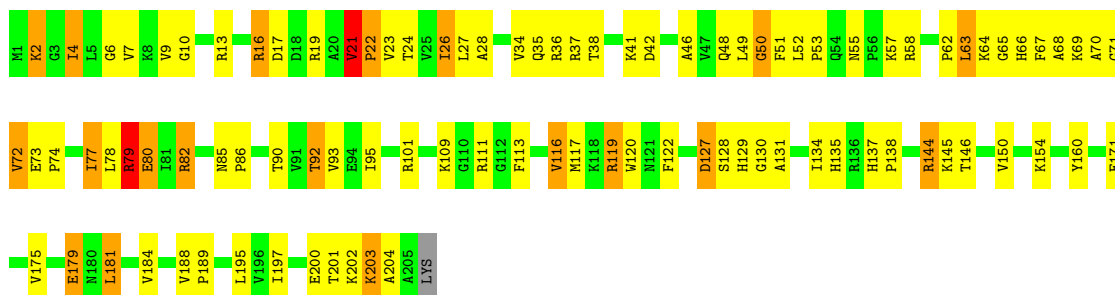 M1 K2 G3 I4 L5 G6 V7 K8 V9 G10 R13 R16 D17 D18 R19 A20 V21 P22 V23 T24 V25 I26 L27 A28 V34 Q35 R36 R37 T38 K41 D42 A46 V47 Q48 L49 G50 F51 L52 P53 Q54 N55 P56 K57 R58 P62 L63 K64 G65 H66 F67 A68 K69 A70
V72 E73 P74 I77 L78 R79 E80 I81 R82 N85 P86 T90 V91 T92 V93 E94 I95 R101 K109 G110 R111 G112 F113 V116 M117 K118 R119 W120 N121 F122 D127 S128 H129 G130 A131 I134 H135 R136 H137 P138 R144 K145 T146 V150 K154 Y160
V175 E179 N180 L181 V184 V188 P189 L195 V196 I197 E200 T201 K202 K203 A204 A205 LYS